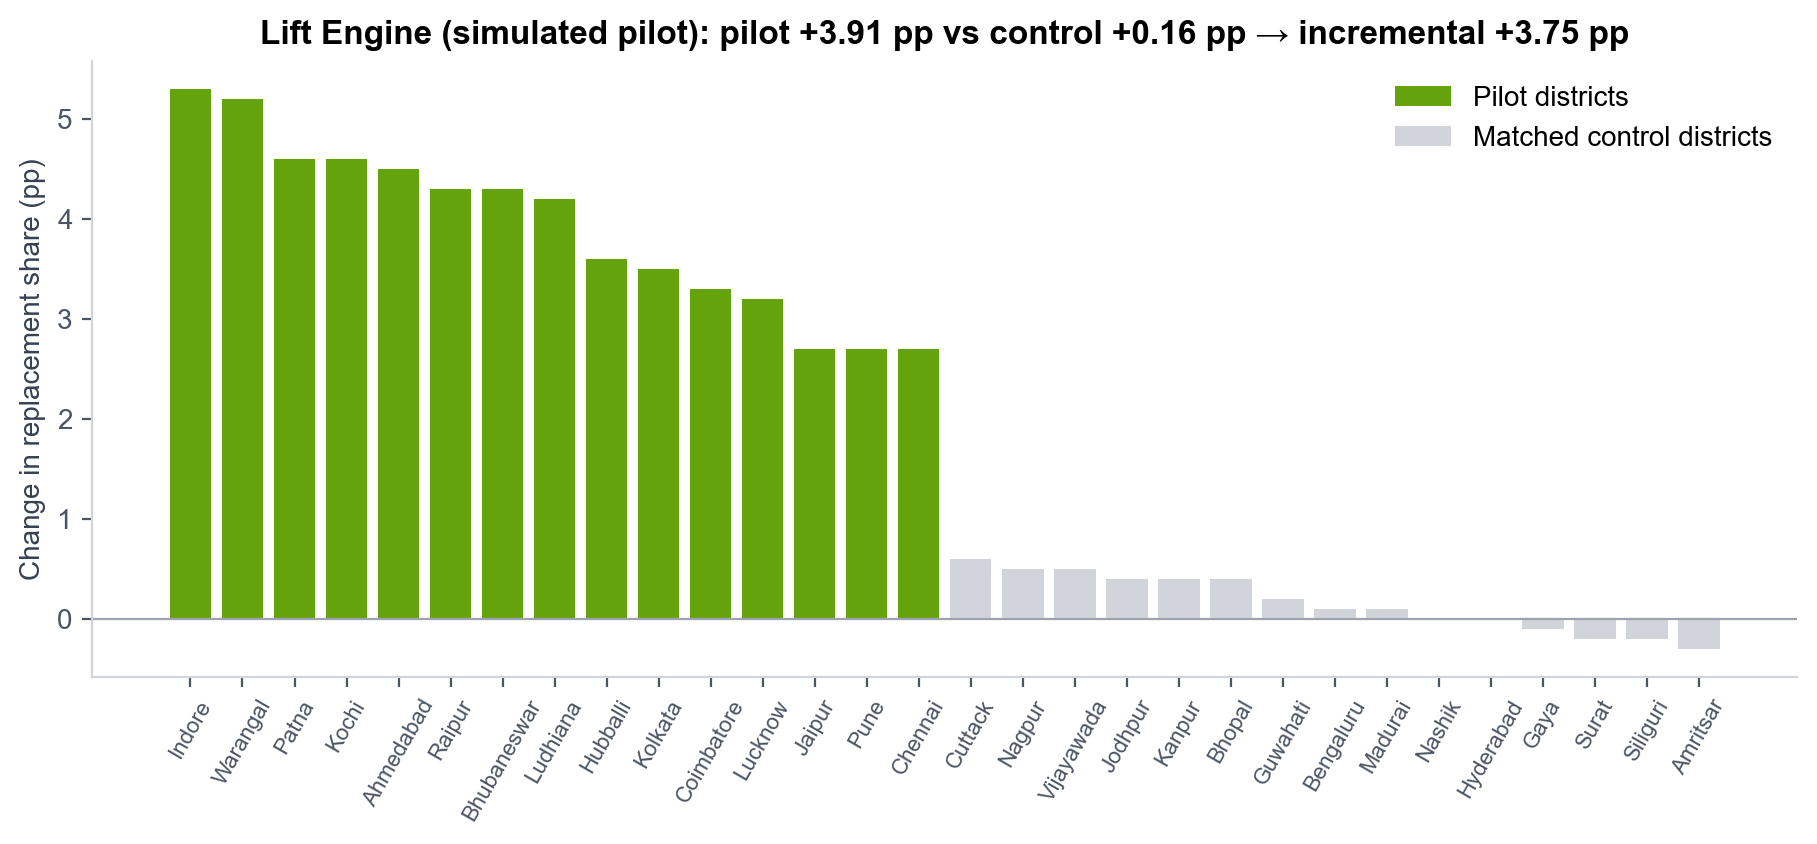 Lift Engine (simulated pilot): pilot +3.91 pp vs control +0.16 pp → incremental +3.75 pp
Pilot districts
Matched control districts
Change in replacement share (pp)
5
4
3
2
1
0
Indore
Warangal
Patna
Kochi
Ahmedabad
Raipur
Bhubaneswar
Ludhiana
Hubballi
Kolkata
Coimbatore
Lucknow
Jaipur
Pune
Chennai
Cuttack
Nagpur
Vijayawada
Jodhpur
Kanpur
Bhopal
Guwahati
Bengaluru
Madurai
Nashik
Hyderabad
Gaya
Surat
Siliguri
Amritsar